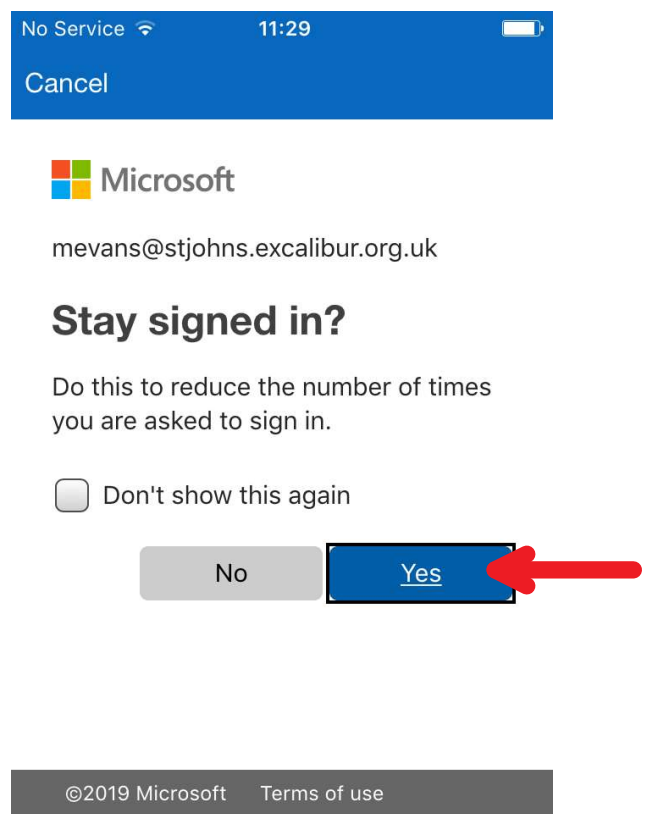 No Service 11:29
Cancel
Microsoft
mevans@stjohns.excalibur.org.uk
Stay signed in?
Do this to reduce the number of times
you are asked to sign in.
Don't show this again
No Yes
©2019 Microsoft Terms of use